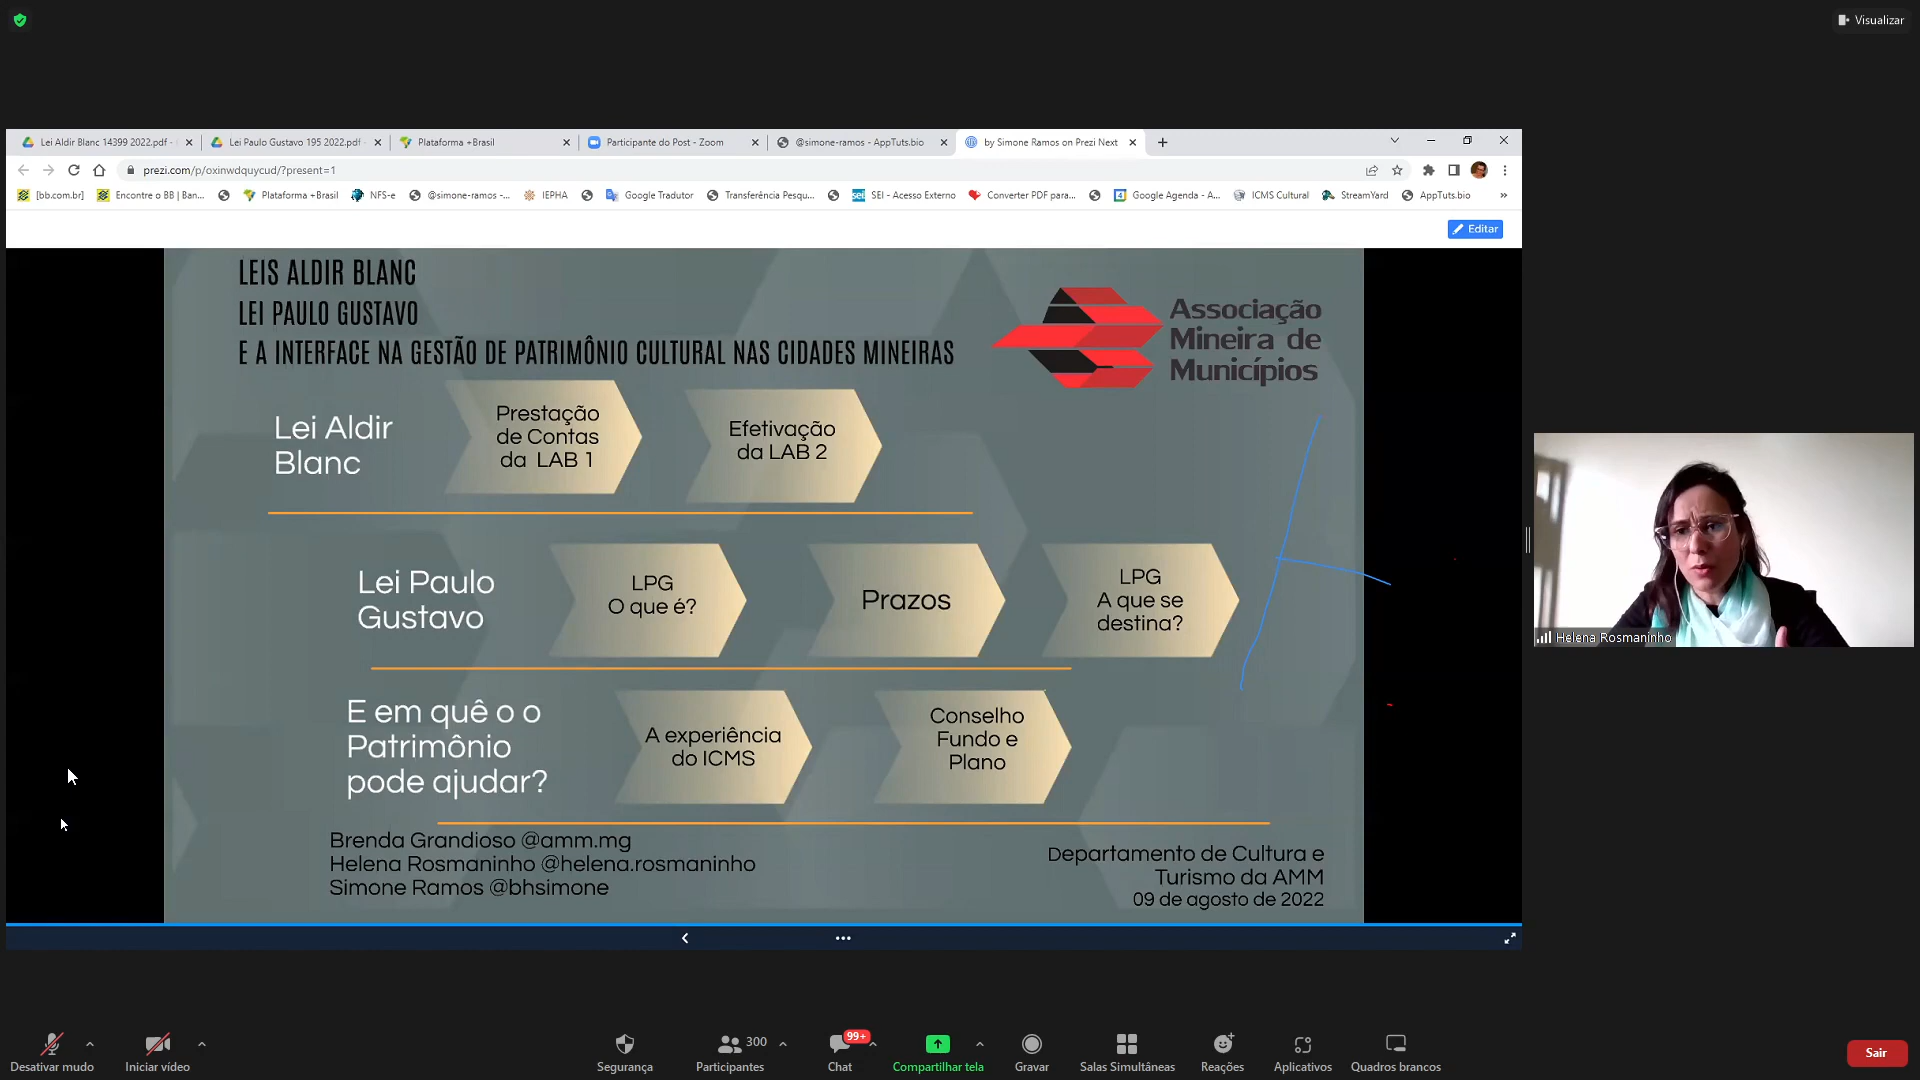 Visualizar
Lei Aldir Blanc 14399 2022.pdf -
Lei Paulo Gustavo 195 2022.pdf
Plataforma +Brasil
Participante do Post - Zoom
@simone-ramos - AppTuts.bio
by Simone Ramos on Prezi Next
prezi.com/p/oxinwdquycud/?present=1
[bb.com.br]
Encontre o BB | Ban...
Plataforma +Brasil
NFS-e
@simone-ramos -...
IEPHA
Google Tradutor
Transferência Pesqu...
sei
SEI - Acesso Externo
Converter PDF para...
4
Google Agenda - A...
ICMS Cultural
StreamYard
AppTuts.bio
»
Editar
LEIS ALDIR BLANC
LEI PAULO GUSTAVO
E A INTERFACE NA GESTÃO DE PATRIMÔNIO CULTURAL NAS CIDADES MINEIRAS
Associação
Mineira de
Municípios
Lei Aldir
Blanc
Prestação
de Contas
da LAB 1
Efetivação
da LAB 2
Lei Paulo
Gustavo
LPG
O que é?
Prazos
LPG
A que se
destina?
E em quê o o
Patrimônio
pode ajudar?
A experiência
do ICMS
Conselho
Fundo e
Plano
Brenda Grandioso @amm.mg
Helena Rosmaninho @helena.rosmaninho
Simone Ramos @bhsimone
Departamento de Cultura e
Turismo da AMM
09 de agosto de 2022
Helena Rosmaninho
Desativar mudo
Iniciar vídeo
Segurança
300
Participantes
99+
Chat
Compartilhar tela
Gravar
Salas Simultâneas
Reações
Aplicativos
Quadros brancos
Sair